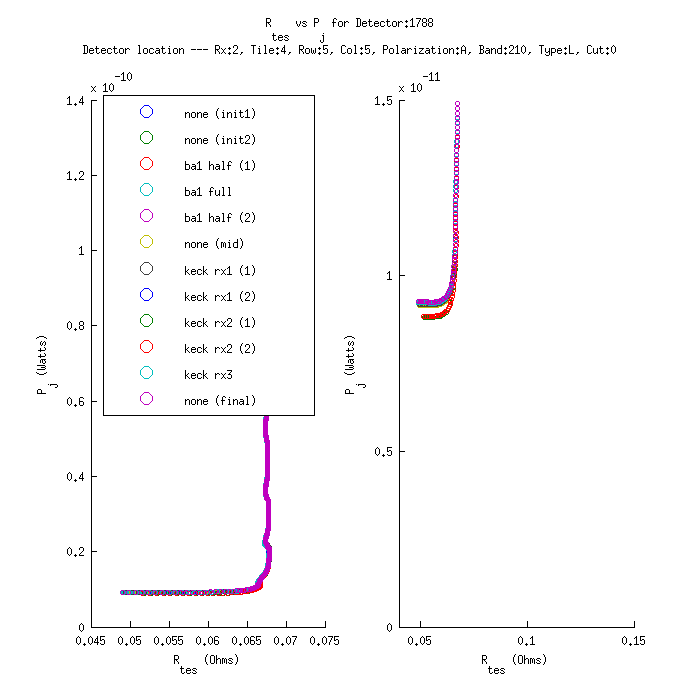 R tes vs P j for Detector:1788
Detector location --- Rx:2, Tile:4, Row:5, Col:5, Polarization:A, Band:210, Type:L, Cut:0
x 10^-10
1.4
1.2
1
0.8
0.6
0.4
0.2
0
P j (Watts)
none (init1)
none (init2)
ba1 half (1)
ba1 full
ba1 half (2)
none (mid)
keck rx1 (1)
keck rx1 (2)
keck rx2 (1)
keck rx2 (2)
keck rx3
none (final)
0.045 0.05 0.055 0.06 0.065 0.07 0.075
R tes (Ohms)
x 10^-11
1.5
1
0.5
0
P j (Watts)
0.05 0.1 0.15
R tes (Ohms)